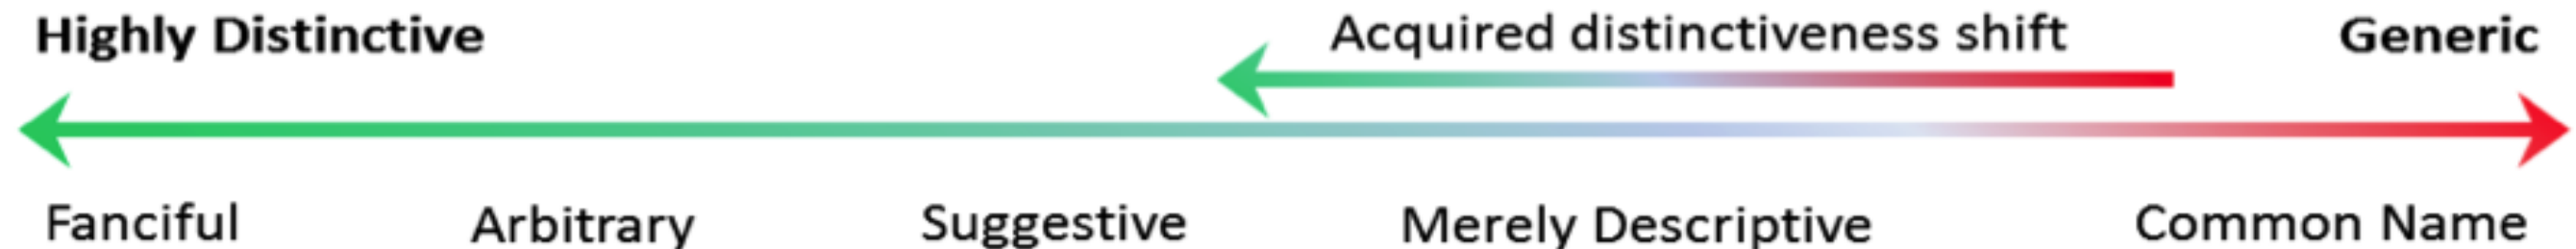 Highly Distinctive Acquired distinctiveness shift Generic
Fanciful Arbitrary Suggestive Merely Descriptive Common Name